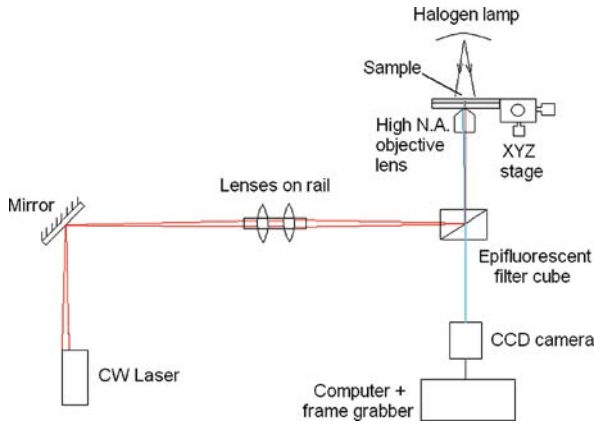 Halogen lamp
Sample
High N.A.
objective
lens
XYZ
stage
Lenses on rail
Mirror
Epifluorescent
filter cube
CCD camera
CW Laser
Computer +
frame grabber